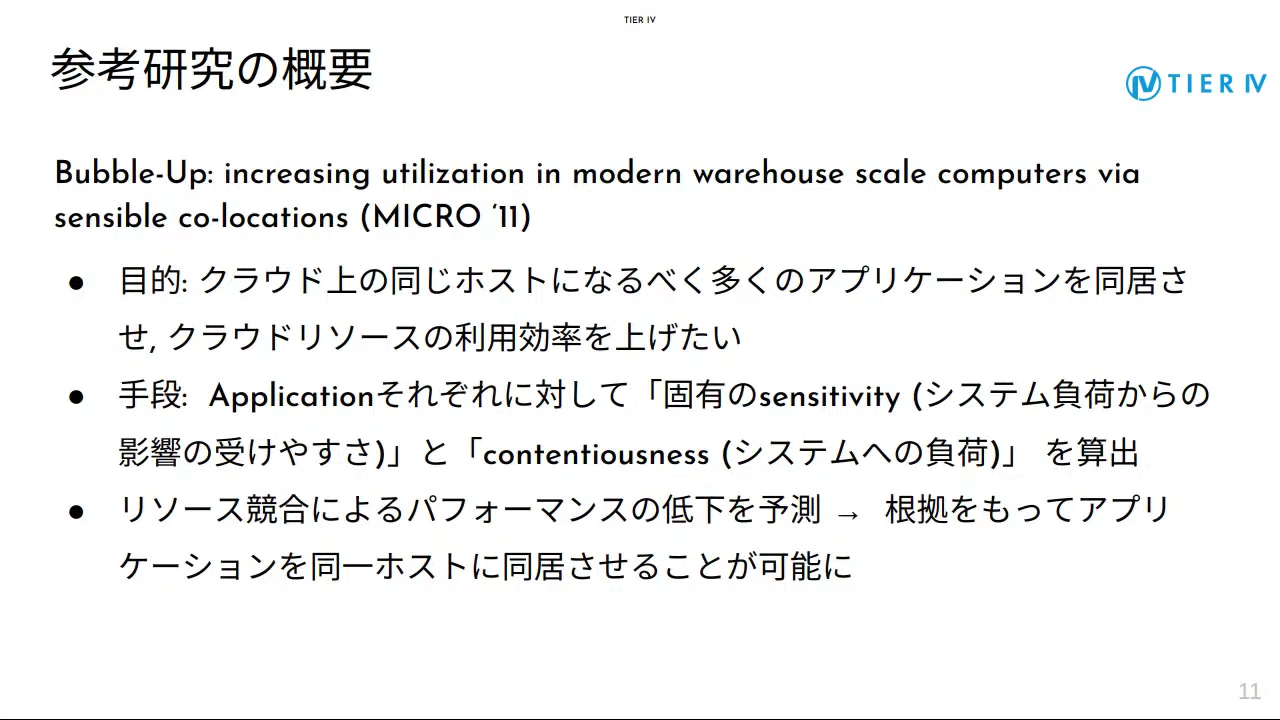 TIER IV
参考研究の概要
TIER IV
Bubble-Up: increasing utilization in modern warehouse scale computers via
sensible co-locations (MICRO ‘11)
● 目的: クラウド上の同じホストになるべく多くのアプリケーションを同居さ
せ, クラウドリソースの利用効率を上げたい
● 手段: Applicationそれぞれに対して「固有のsensitivity (システム負荷からの
影響の受けやすさ)」と「contentiousness (システムへの負荷)」 を算出
● リソース競合によるパフォーマンスの低下を予測 → 根拠をもってアプリ
ケーションを同一ホストに同居させることが可能に
11